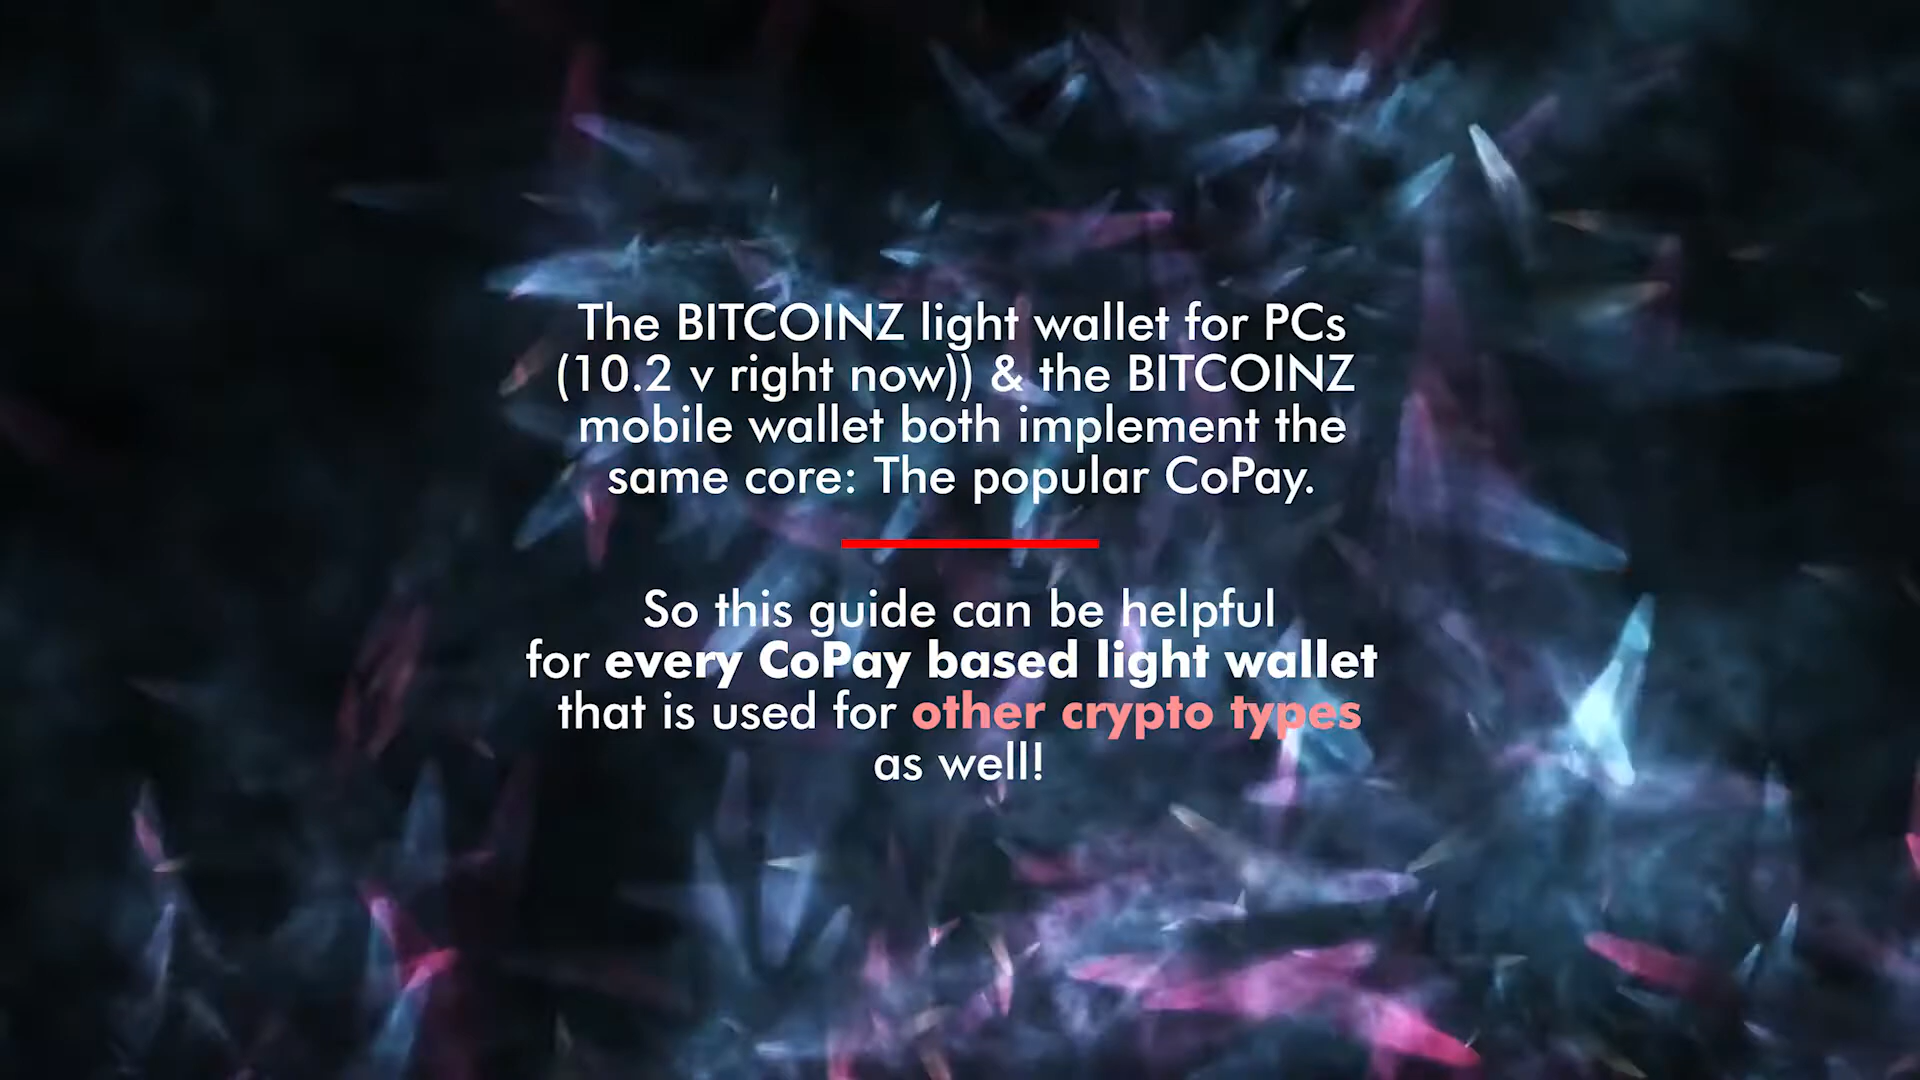 The BITCOINZ light wallet for PCs
(10.2 v right now)) & the BITCOINZ
mobile wallet both implement the
same core: The popular CoPay.
So this guide can be helpful
for every CoPay based light wallet
that is used for other crypto types
as well!